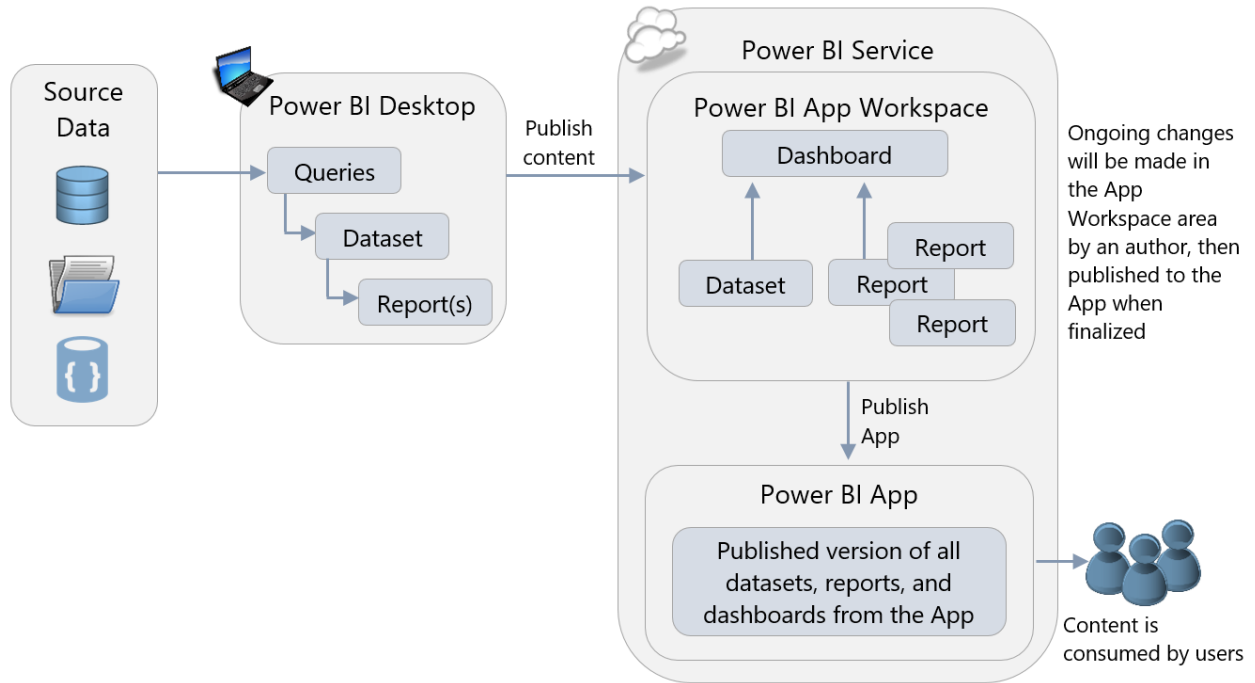 Source
Data
Power BI Desktop
Queries
Dataset
Report(s)
Publish
content
Power BI Service
Power BI App Workspace
Dashboard
Dataset
Report
Report
Report
Ongoing changes
will be made in
the App
Workspace area
by an author, then
published to the
App when
finalized
Publish
App
Power BI App
Published version of all
datasets, reports, and
dashboards from the App
Content is
consumed by users
{ }